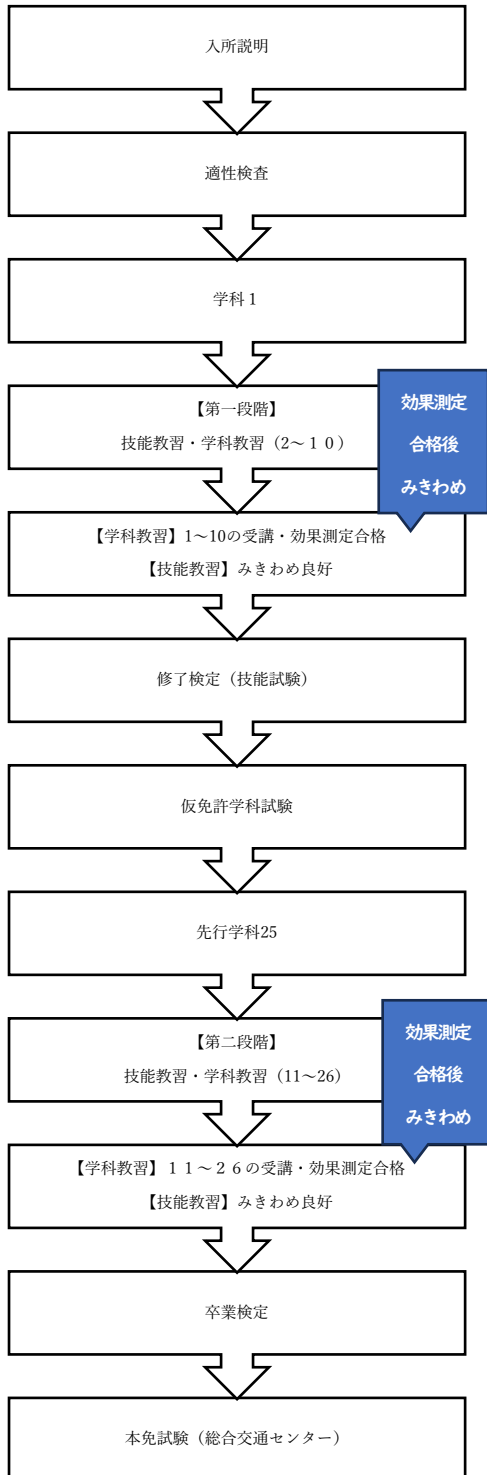 入所説明
適性検査
学科１
【第一段階】
技能教習・学科教習（2～１０）
効果測定
合格後
みきわめ
【学科教習】1～10の受講・効果測定合格
【技能教習】みきわめ良好
修了検定（技能試験）
仮免許学科試験
先行学科25
【第二段階】
技能教習・学科教習（11～26）
効果測定
合格後
みきわめ
【学科教習】１１～２６の受講・効果測定合格
【技能教習】みきわめ良好
卒業検定
本免試験（総合交通センター）